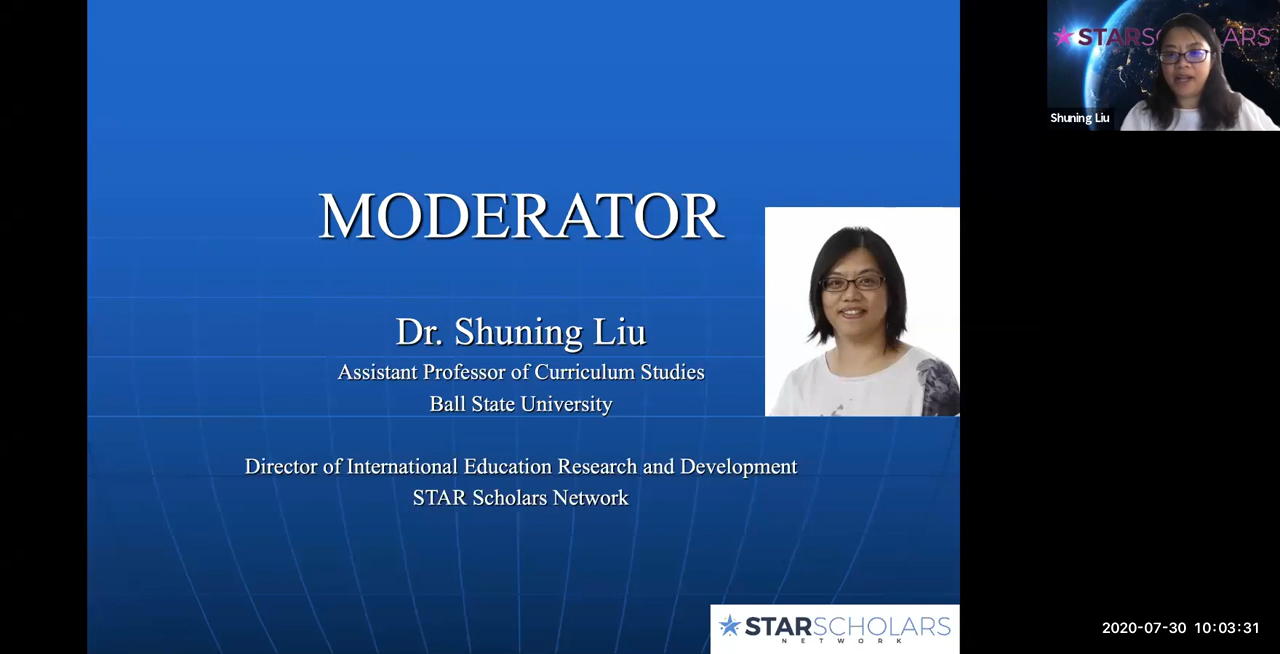 MODERATOR
Dr. Shuning Liu
Assistant Professor of Curriculum Studies
Ball State University
Director of International Education Research and Development
STAR Scholars Network
STARSCHOLARS
NETWORK
STARSCHOLARS
Shuning Liu
2020-07-30 10:03:31